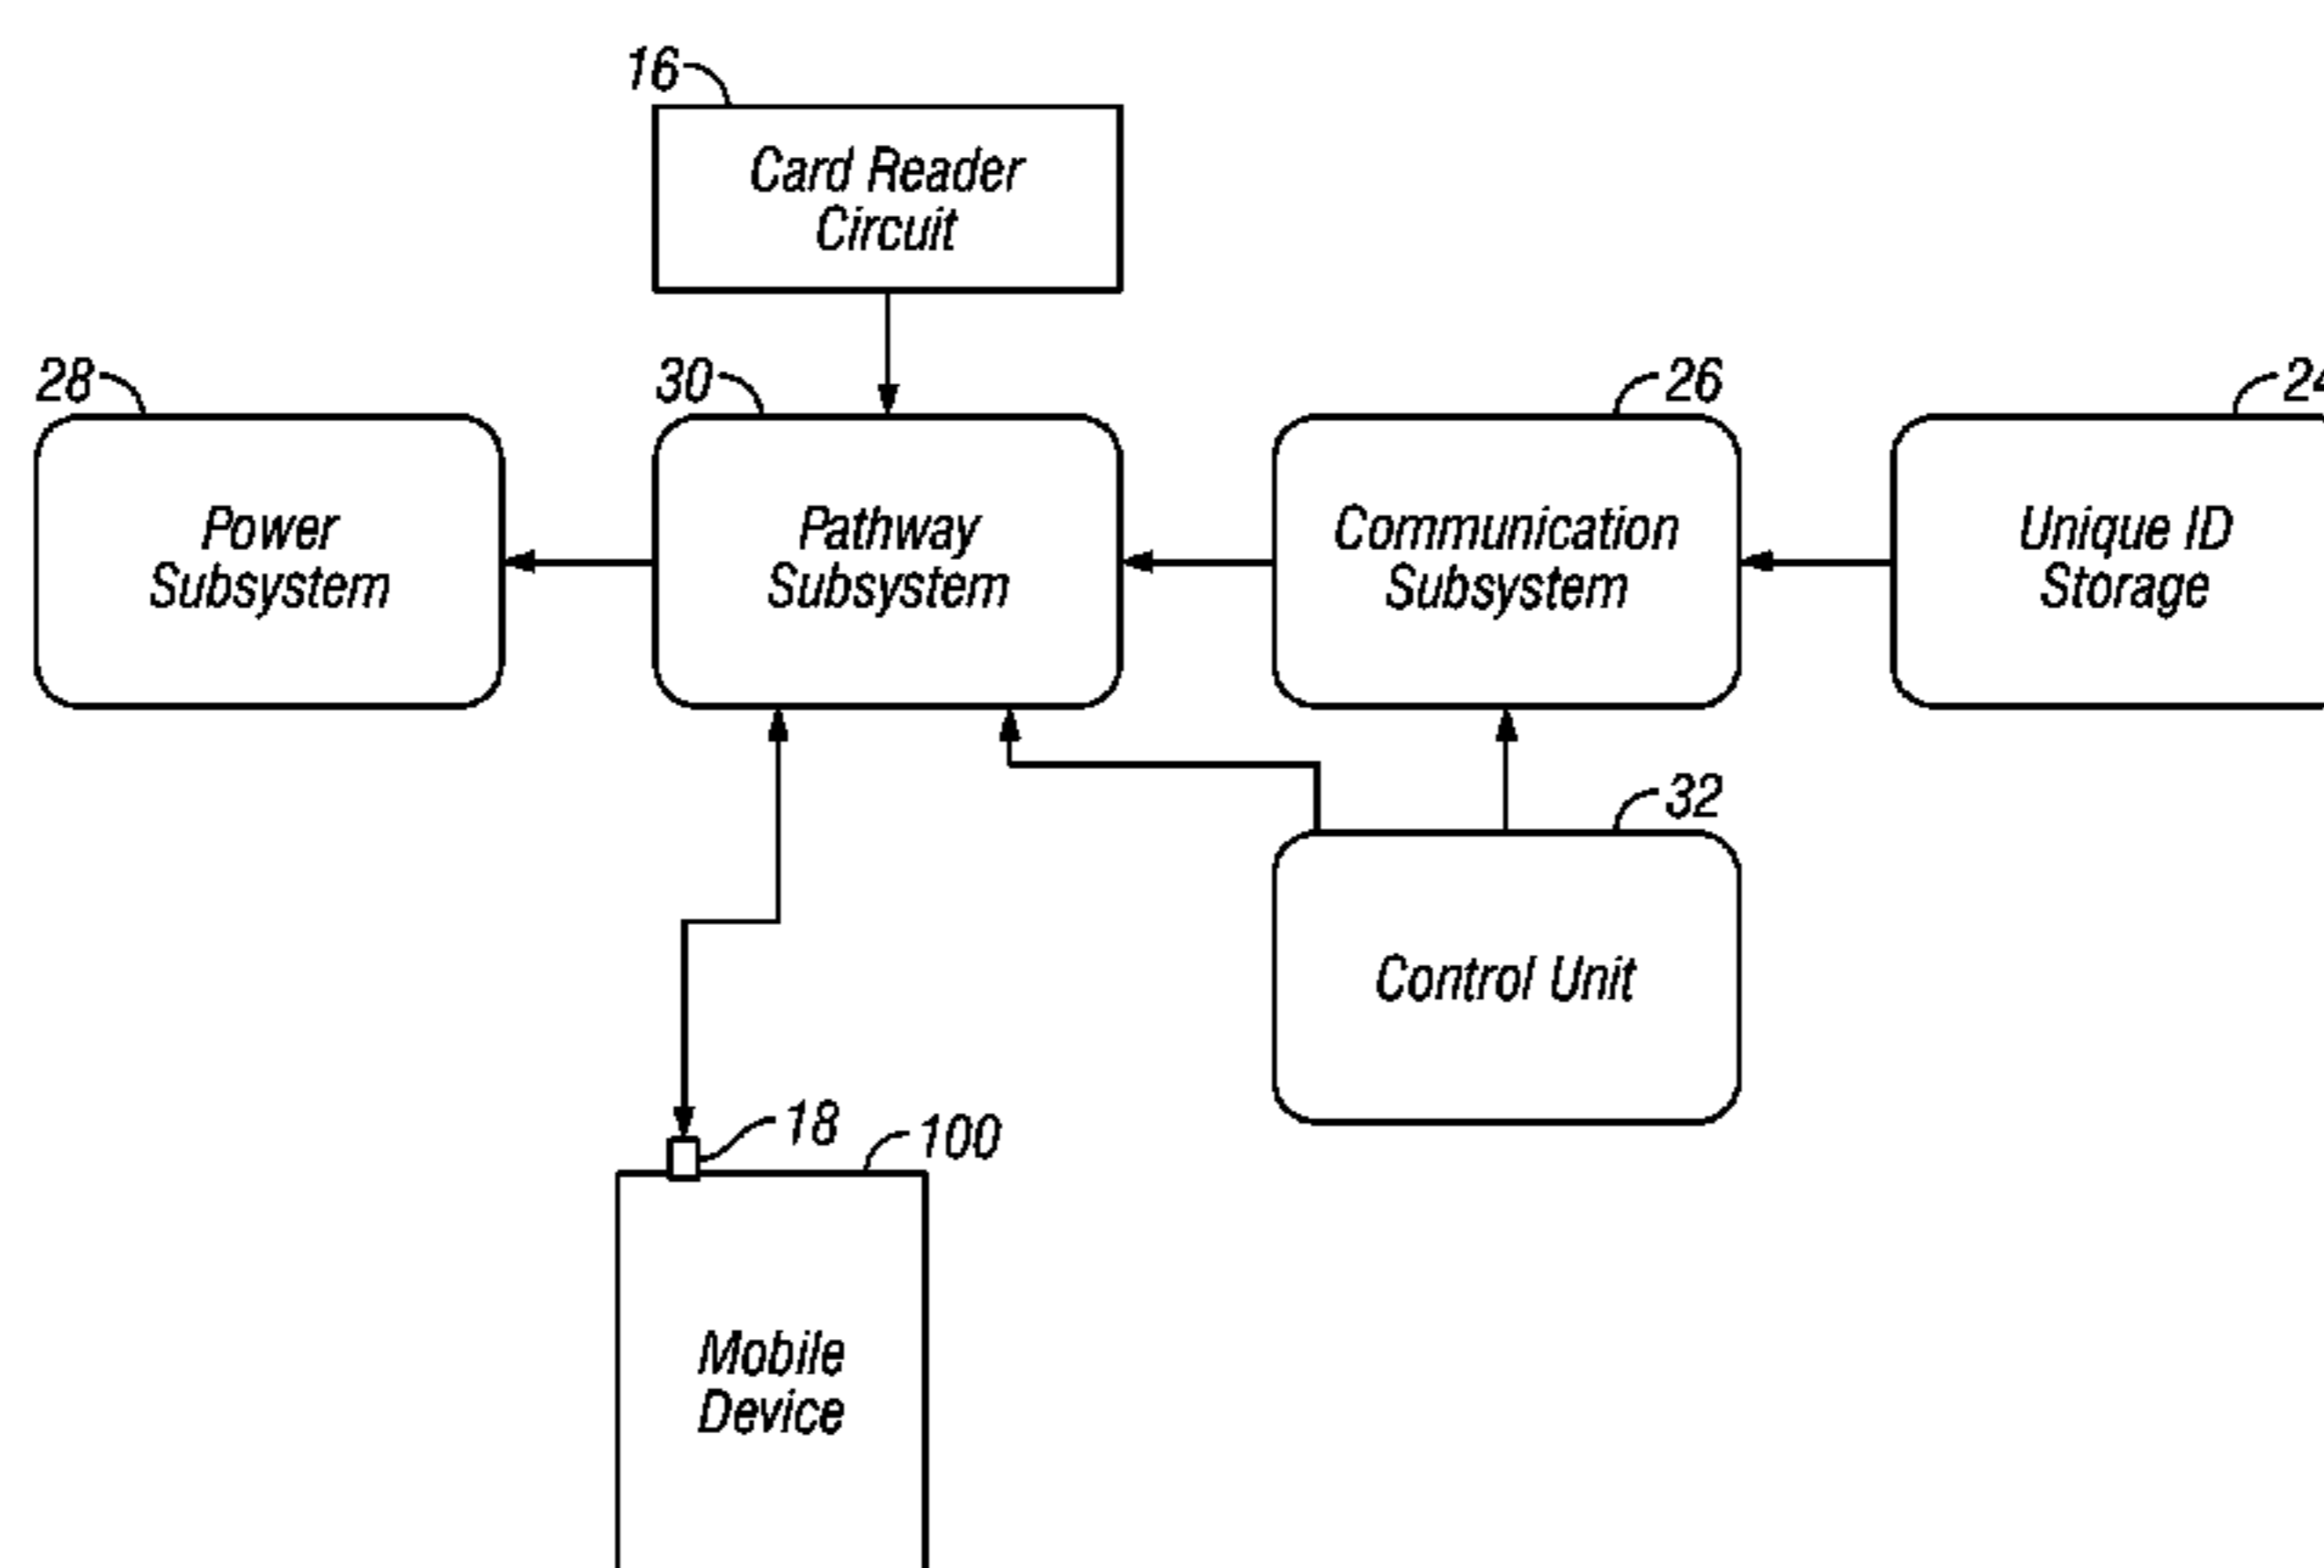 16
Card Reader
Circuit
28
30
26
24
Power
Subsystem
Pathway
Subsystem
Communication
Subsystem
Unique ID
Storage
32
Control Unit
18
100
Mobile
Device